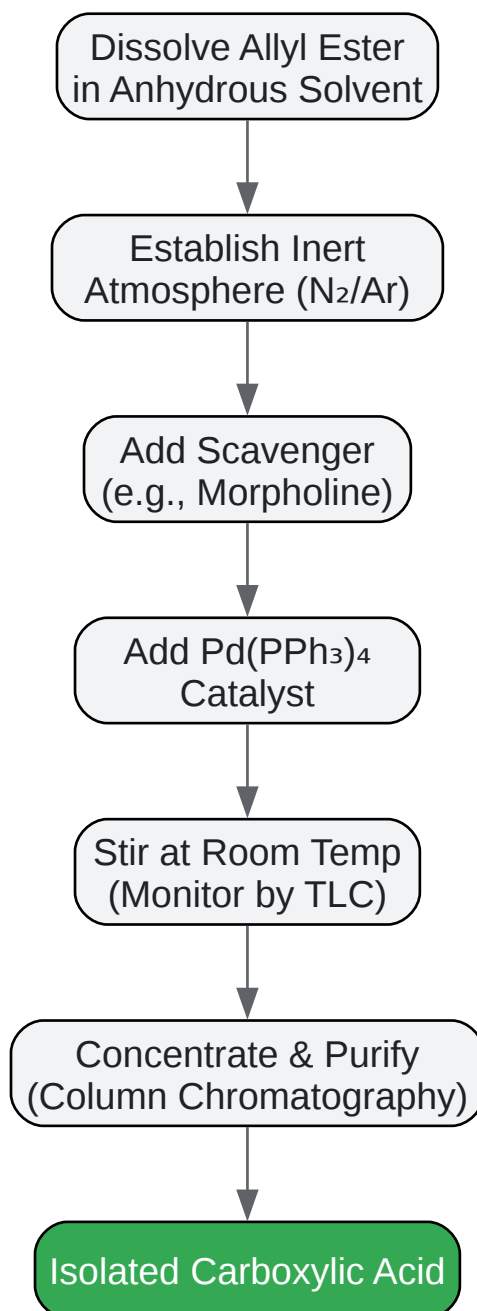 Dissolve Allyl Ester
in Anhydrous Solvent
Establish Inert
Atmosphere (N₂/Ar)
Add Scavenger
(e.g., Morpholine)
Add Pd(PPh₃)₄
Catalyst
Stir at Room Temp
(Monitor by TLC)
Concentrate & Purify
(Column Chromatography)
Isolated Carboxylic Acid